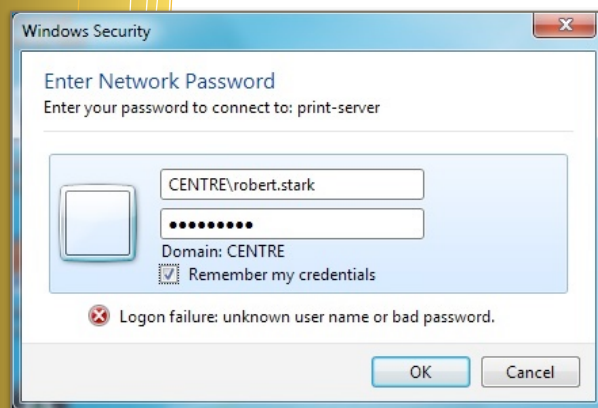 Windows Security
Enter Network Password
Enter your password to connect to: print-server
CENTRE\robert.stark
•••••••••
Domain: CENTRE
Remember my credentials
Logon failure: unknown user name or bad password.
OK
Cancel